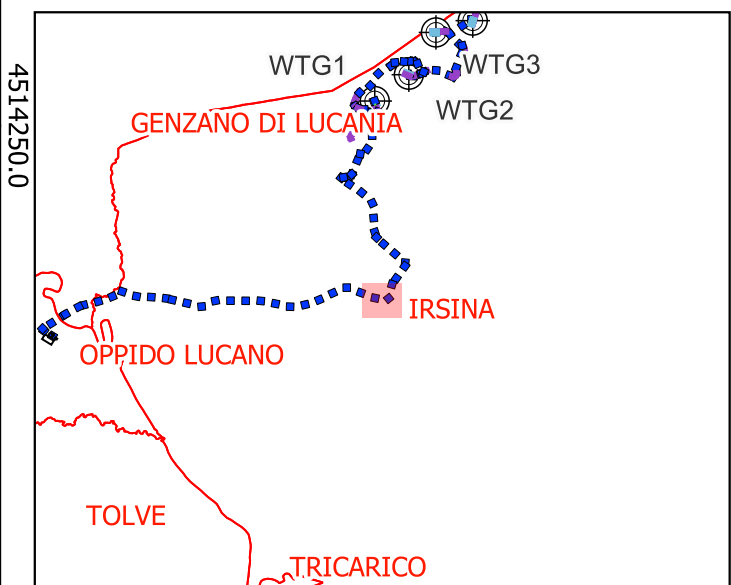 WTG1
WTG3
WTG2
4514250.0
GENZANO DI LUCANIA
IRSINA
OPPIDO LUCANO
TOLVE
TRICARICO